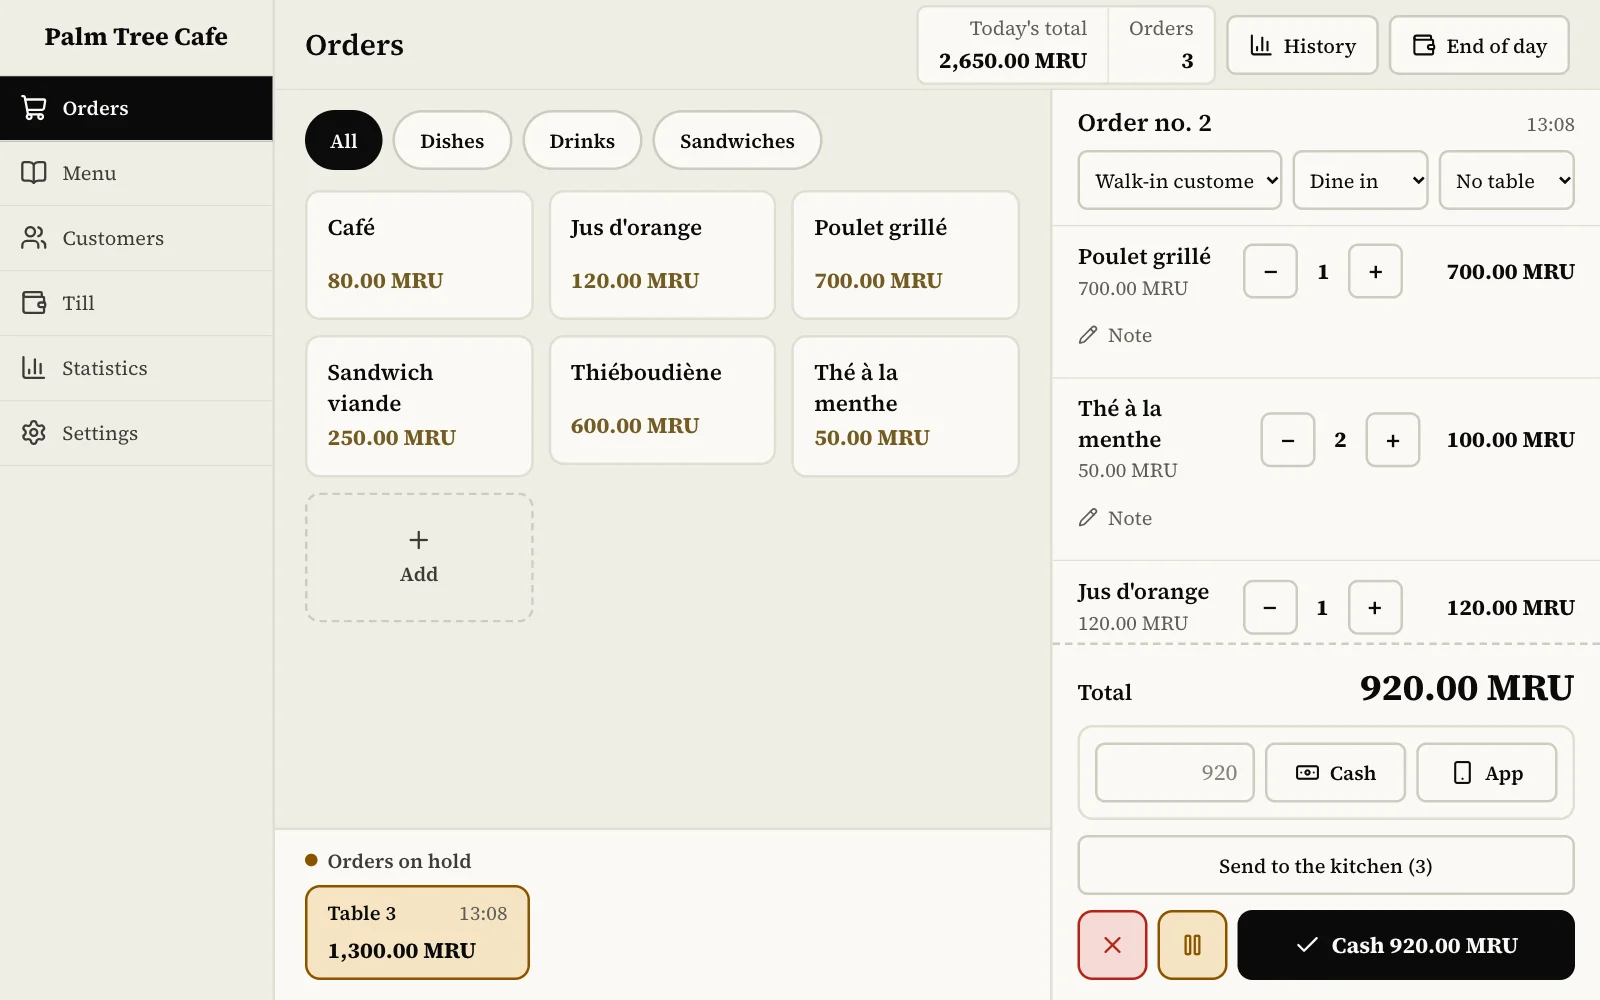 Palm Tree Cafe
Orders
Menu
Customers
Till
Statistics
Settings
Orders
Today's total
2,650.00 MRU
Orders
3
History
End of day
All
Dishes
Drinks
Sandwiches
Café
80.00 MRU
Jus d'orange
120.00 MRU
Poulet grillé
700.00 MRU
Sandwich
viande
250.00 MRU
Thiéboudiène
600.00 MRU
Thé à la
menthe
50.00 MRU
Add
Orders on hold
Table 3 13:08
1,300.00 MRU
Order no. 2 13:08
Walk-in custome
Dine in
No table
Poulet grillé
700.00 MRU
− 1 + 700.00 MRU
Note
Thé à la
menthe
50.00 MRU
− 2 + 100.00 MRU
Note
Jus d'orange
120.00 MRU
− 1 + 120.00 MRU
Total 920.00 MRU
920
Cash
App
Send to the kitchen (3)
Cash 920.00 MRU